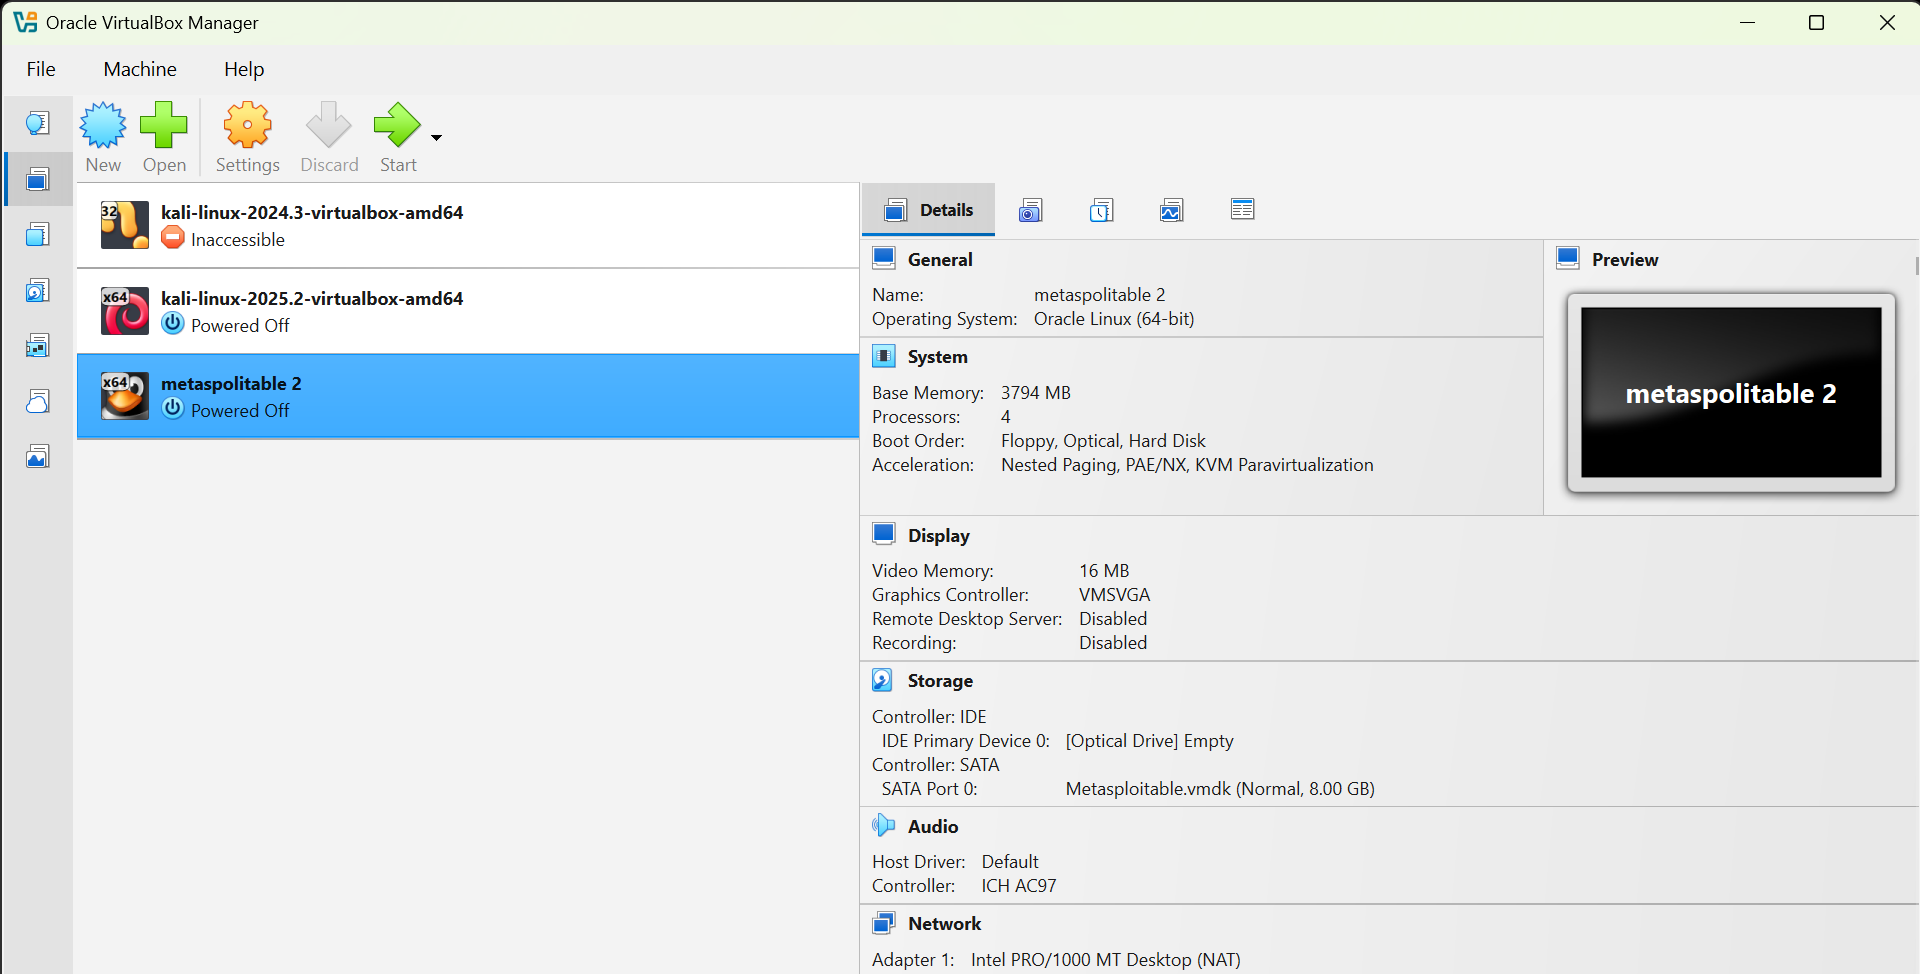 Oracle VirtualBox Manager
File Machine Help
New Open Settings Discard Start
32
kali-linux-2024.3-virtualbox-amd64
Inaccessible
x64
kali-linux-2025.2-virtualbox-amd64
Powered Off
x64
metaspolitable 2
Powered Off
Details
General
Name: metaspolitable 2
Operating System: Oracle Linux (64-bit)
Preview
metaspolitable 2
System
Base Memory: 3794 MB
Processors: 4
Boot Order: Floppy, Optical, Hard Disk
Acceleration: Nested Paging, PAE/NX, KVM Paravirtualization
Display
Video Memory: 16 MB
Graphics Controller: VMSVGA
Remote Desktop Server: Disabled
Recording: Disabled
Storage
Controller: IDE
IDE Primary Device 0: [Optical Drive] Empty
Controller: SATA
SATA Port 0: Metasploitable.vmdk (Normal, 8.00 GB)
Audio
Host Driver: Default
Controller: ICH AC97
Network
Adapter 1: Intel PRO/1000 MT Desktop (NAT)